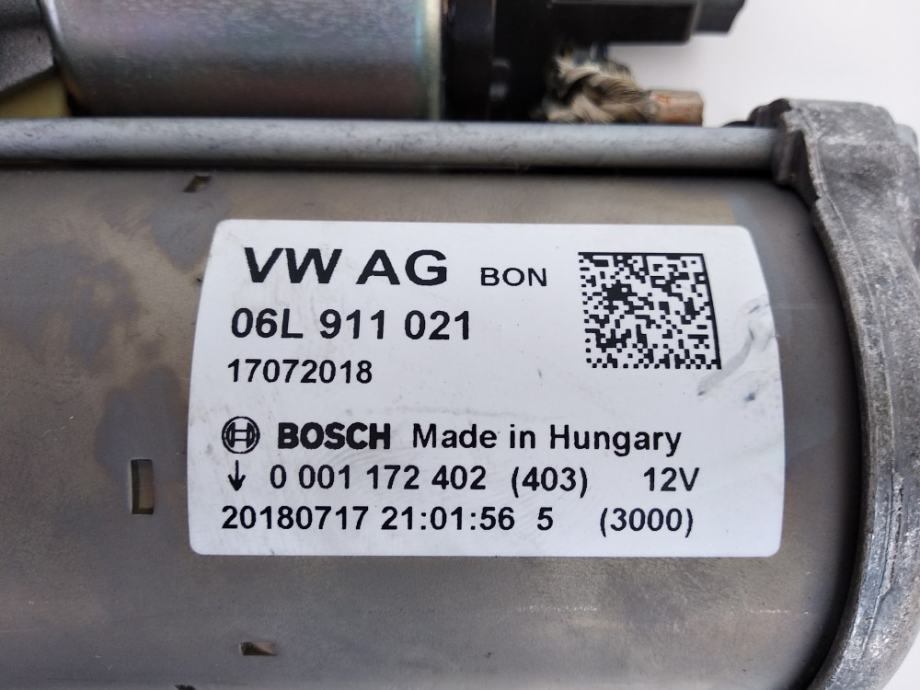 VW AG BON
06L 911 021
17072018
BOSCH Made in Hungary
↓ 0 001 172 402 (403) 12V
20180717 21:01:56 5 (3000)